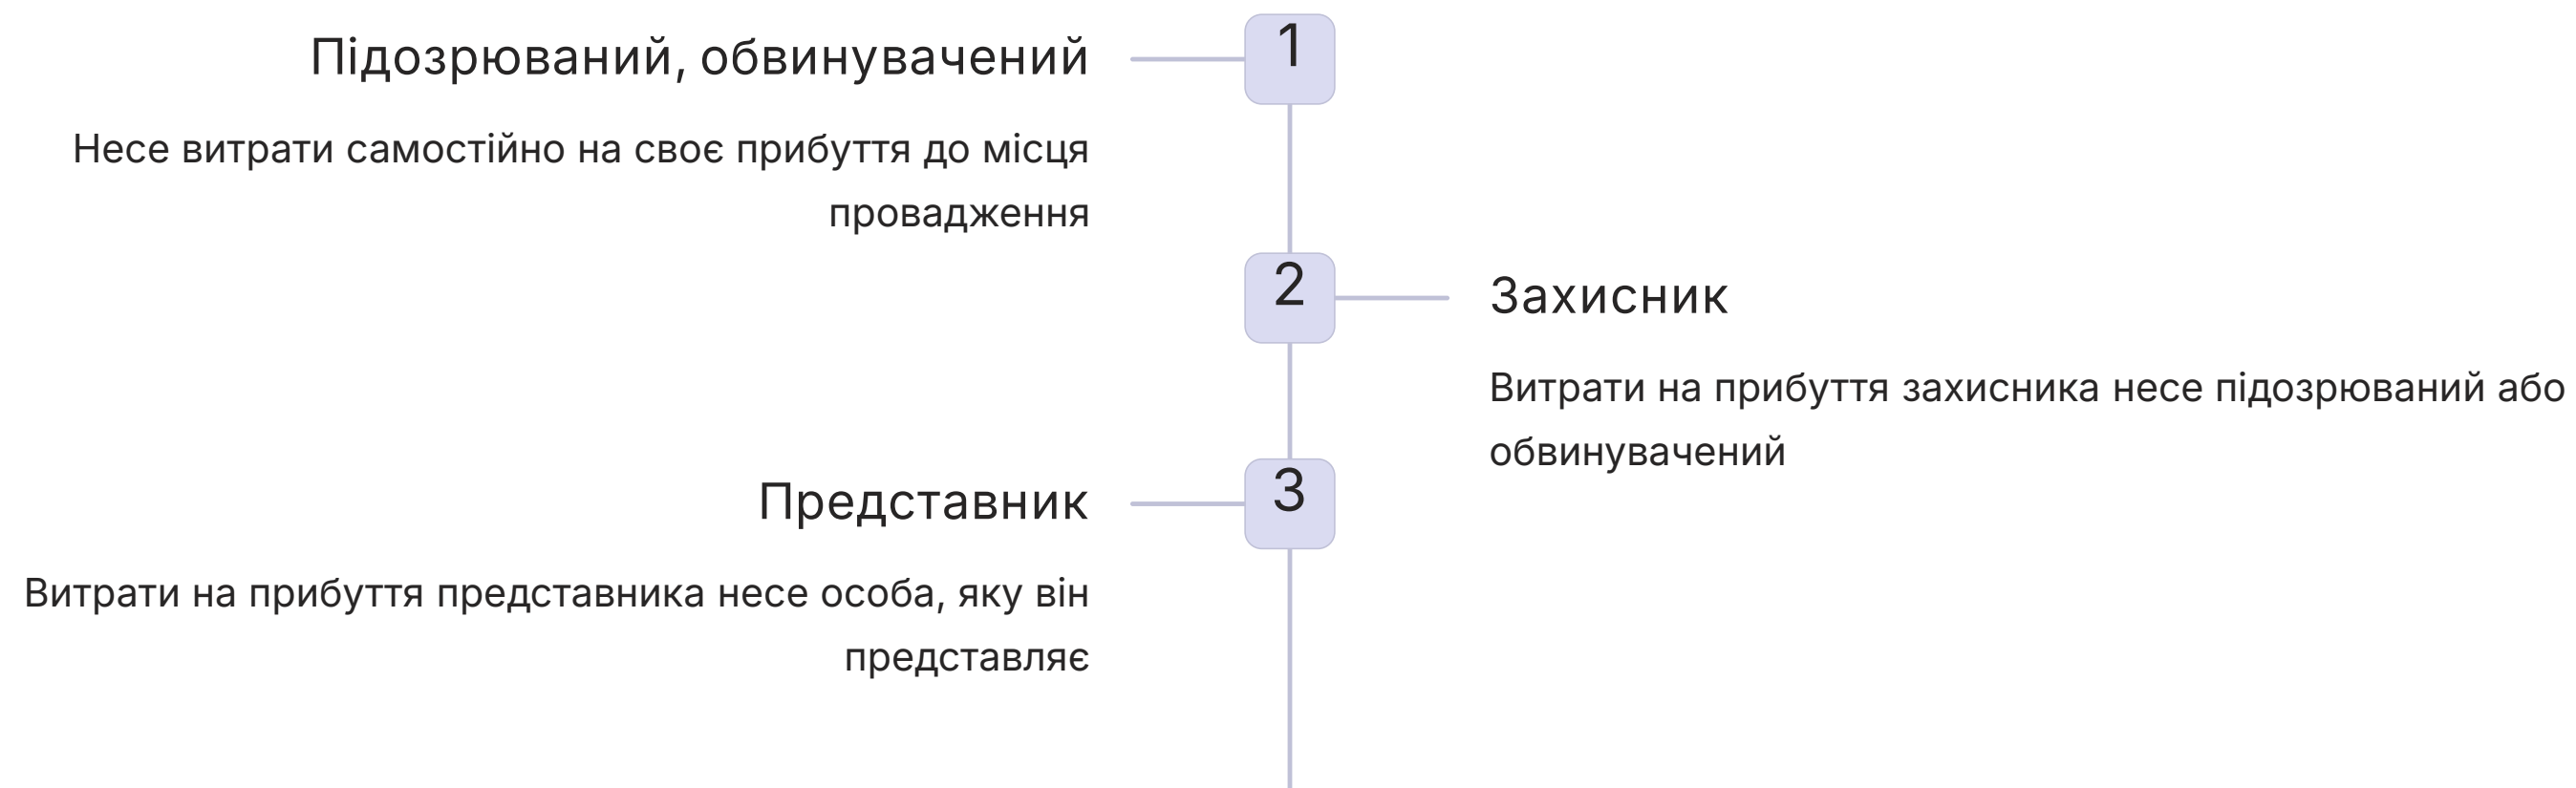 1
Підозрюваний, обвинувачений
Несе витрати самостійно на своє прибуття до місця
провадження
2
Захисник
Витрати на прибуття захисника несе підозрюваний або
обвинувачений
3
Представник
Витрати на прибуття представника несе особа, яку він
представляє